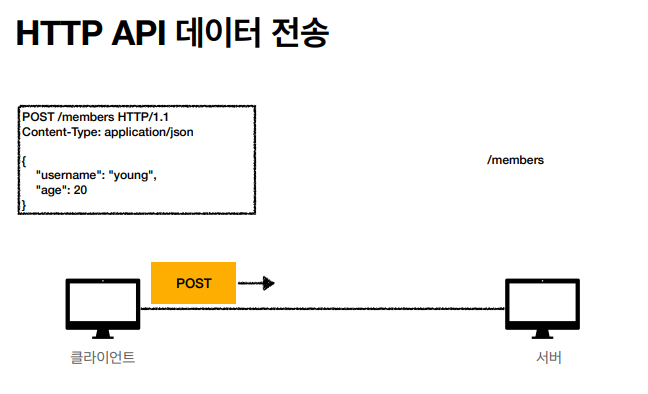 HTTP API 데이터 전송
POST /members HTTP/1.1
Content-Type: application/json
{
"username": "young",
"age": 20
}
/members
POST
클라이언트
서버